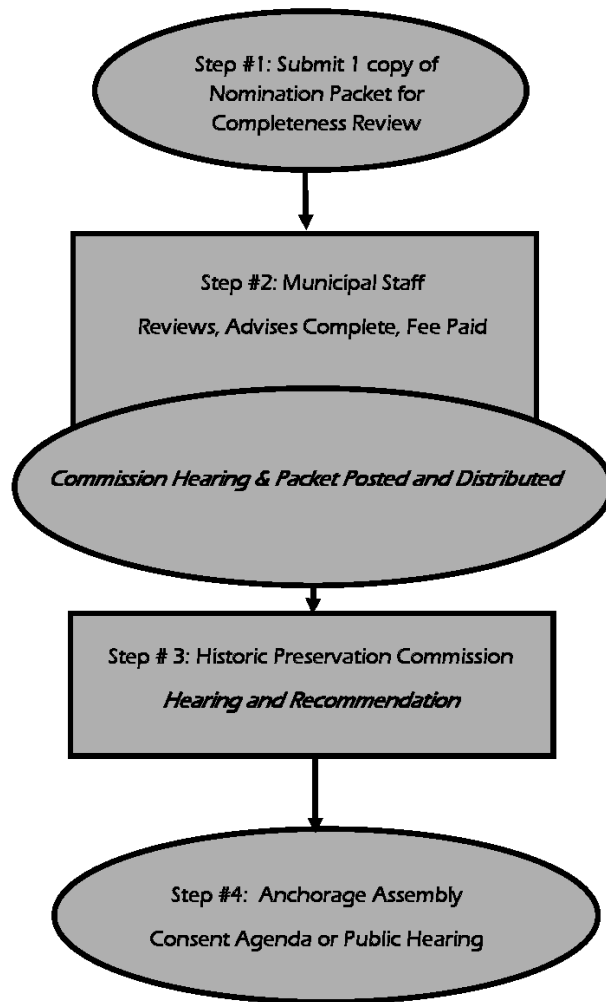 Step #1: Submit 1 copy of
Nomination Packet for
Completeness Review
Step #2: Municipal Staff
Reviews, Advises Complete, Fee Paid
Commission Hearing & Packet Posted and Distributed
Step # 3: Historic Preservation Commission
Hearing and Recommendation
Step #4: Anchorage Assembly
Consent Agenda or Public Hearing